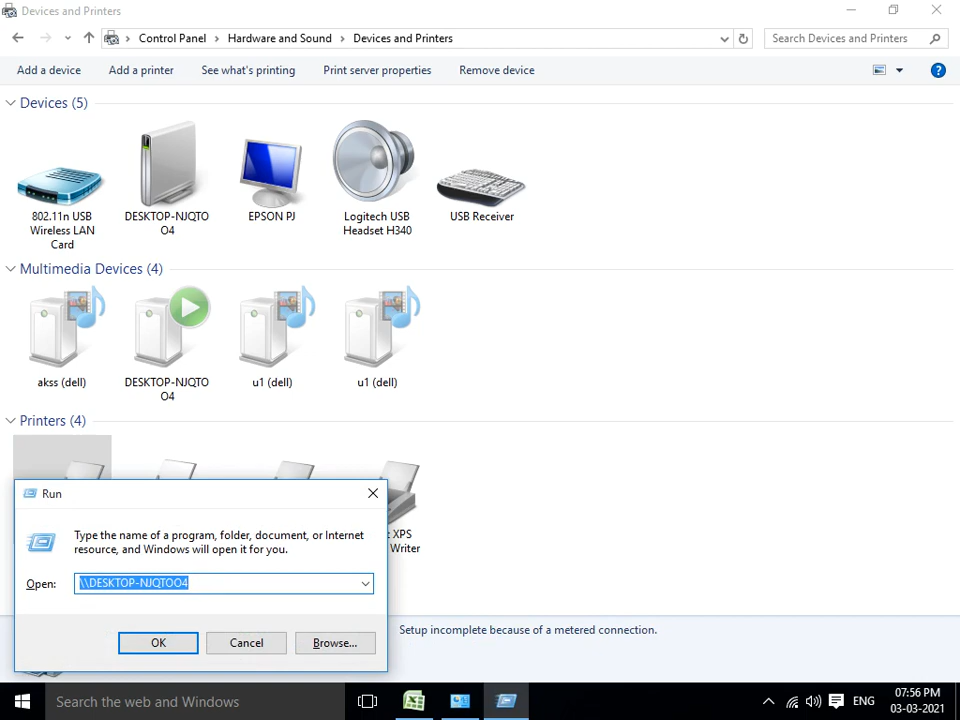 Devices and Printers
Control Panel > Hardware and Sound > Devices and Printers
Search Devices and Printers
Add a device
Add a printer
See what's printing
Print server properties
Remove device
Devices (5)
802.11n USB
Wireless LAN
Card
DESKTOP-NJQTO
O4
EPSON PJ
Logitech USB
Headset H340
USB Receiver
Multimedia Devices (4)
akss (dell)
DESKTOP-NJQTO
O4
u1 (dell)
u1 (dell)
Printers (4)
Run
Type the name of a program, folder, document, or Internet
resource, and Windows will open it for you.
Open:
\\DESKTOP-NJQTOO4
OK
Cancel
Browse...
XPS
Writer
Setup incomplete because of a metered connection.
Search the web and Windows
ENG
07:56 PM
03-03-2021